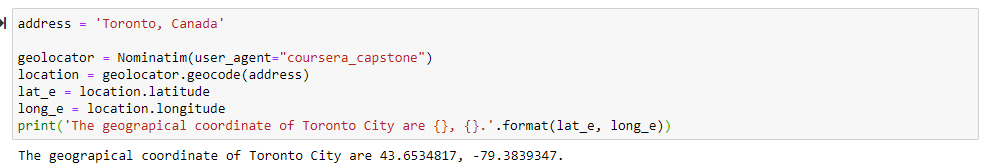 address = 'Toronto, Canada'
geolocator = Nominatim(user_agent="coursera_capstone")
location = geolocator.geocode(address)
lat_e = location.latitude
long_e = location.longitude
print('The geograpical coordinate of Toronto City are {}, {}.'.format(lat_e, long_e))
The geograpical coordinate of Toronto City are 43.6534817, -79.3839347.